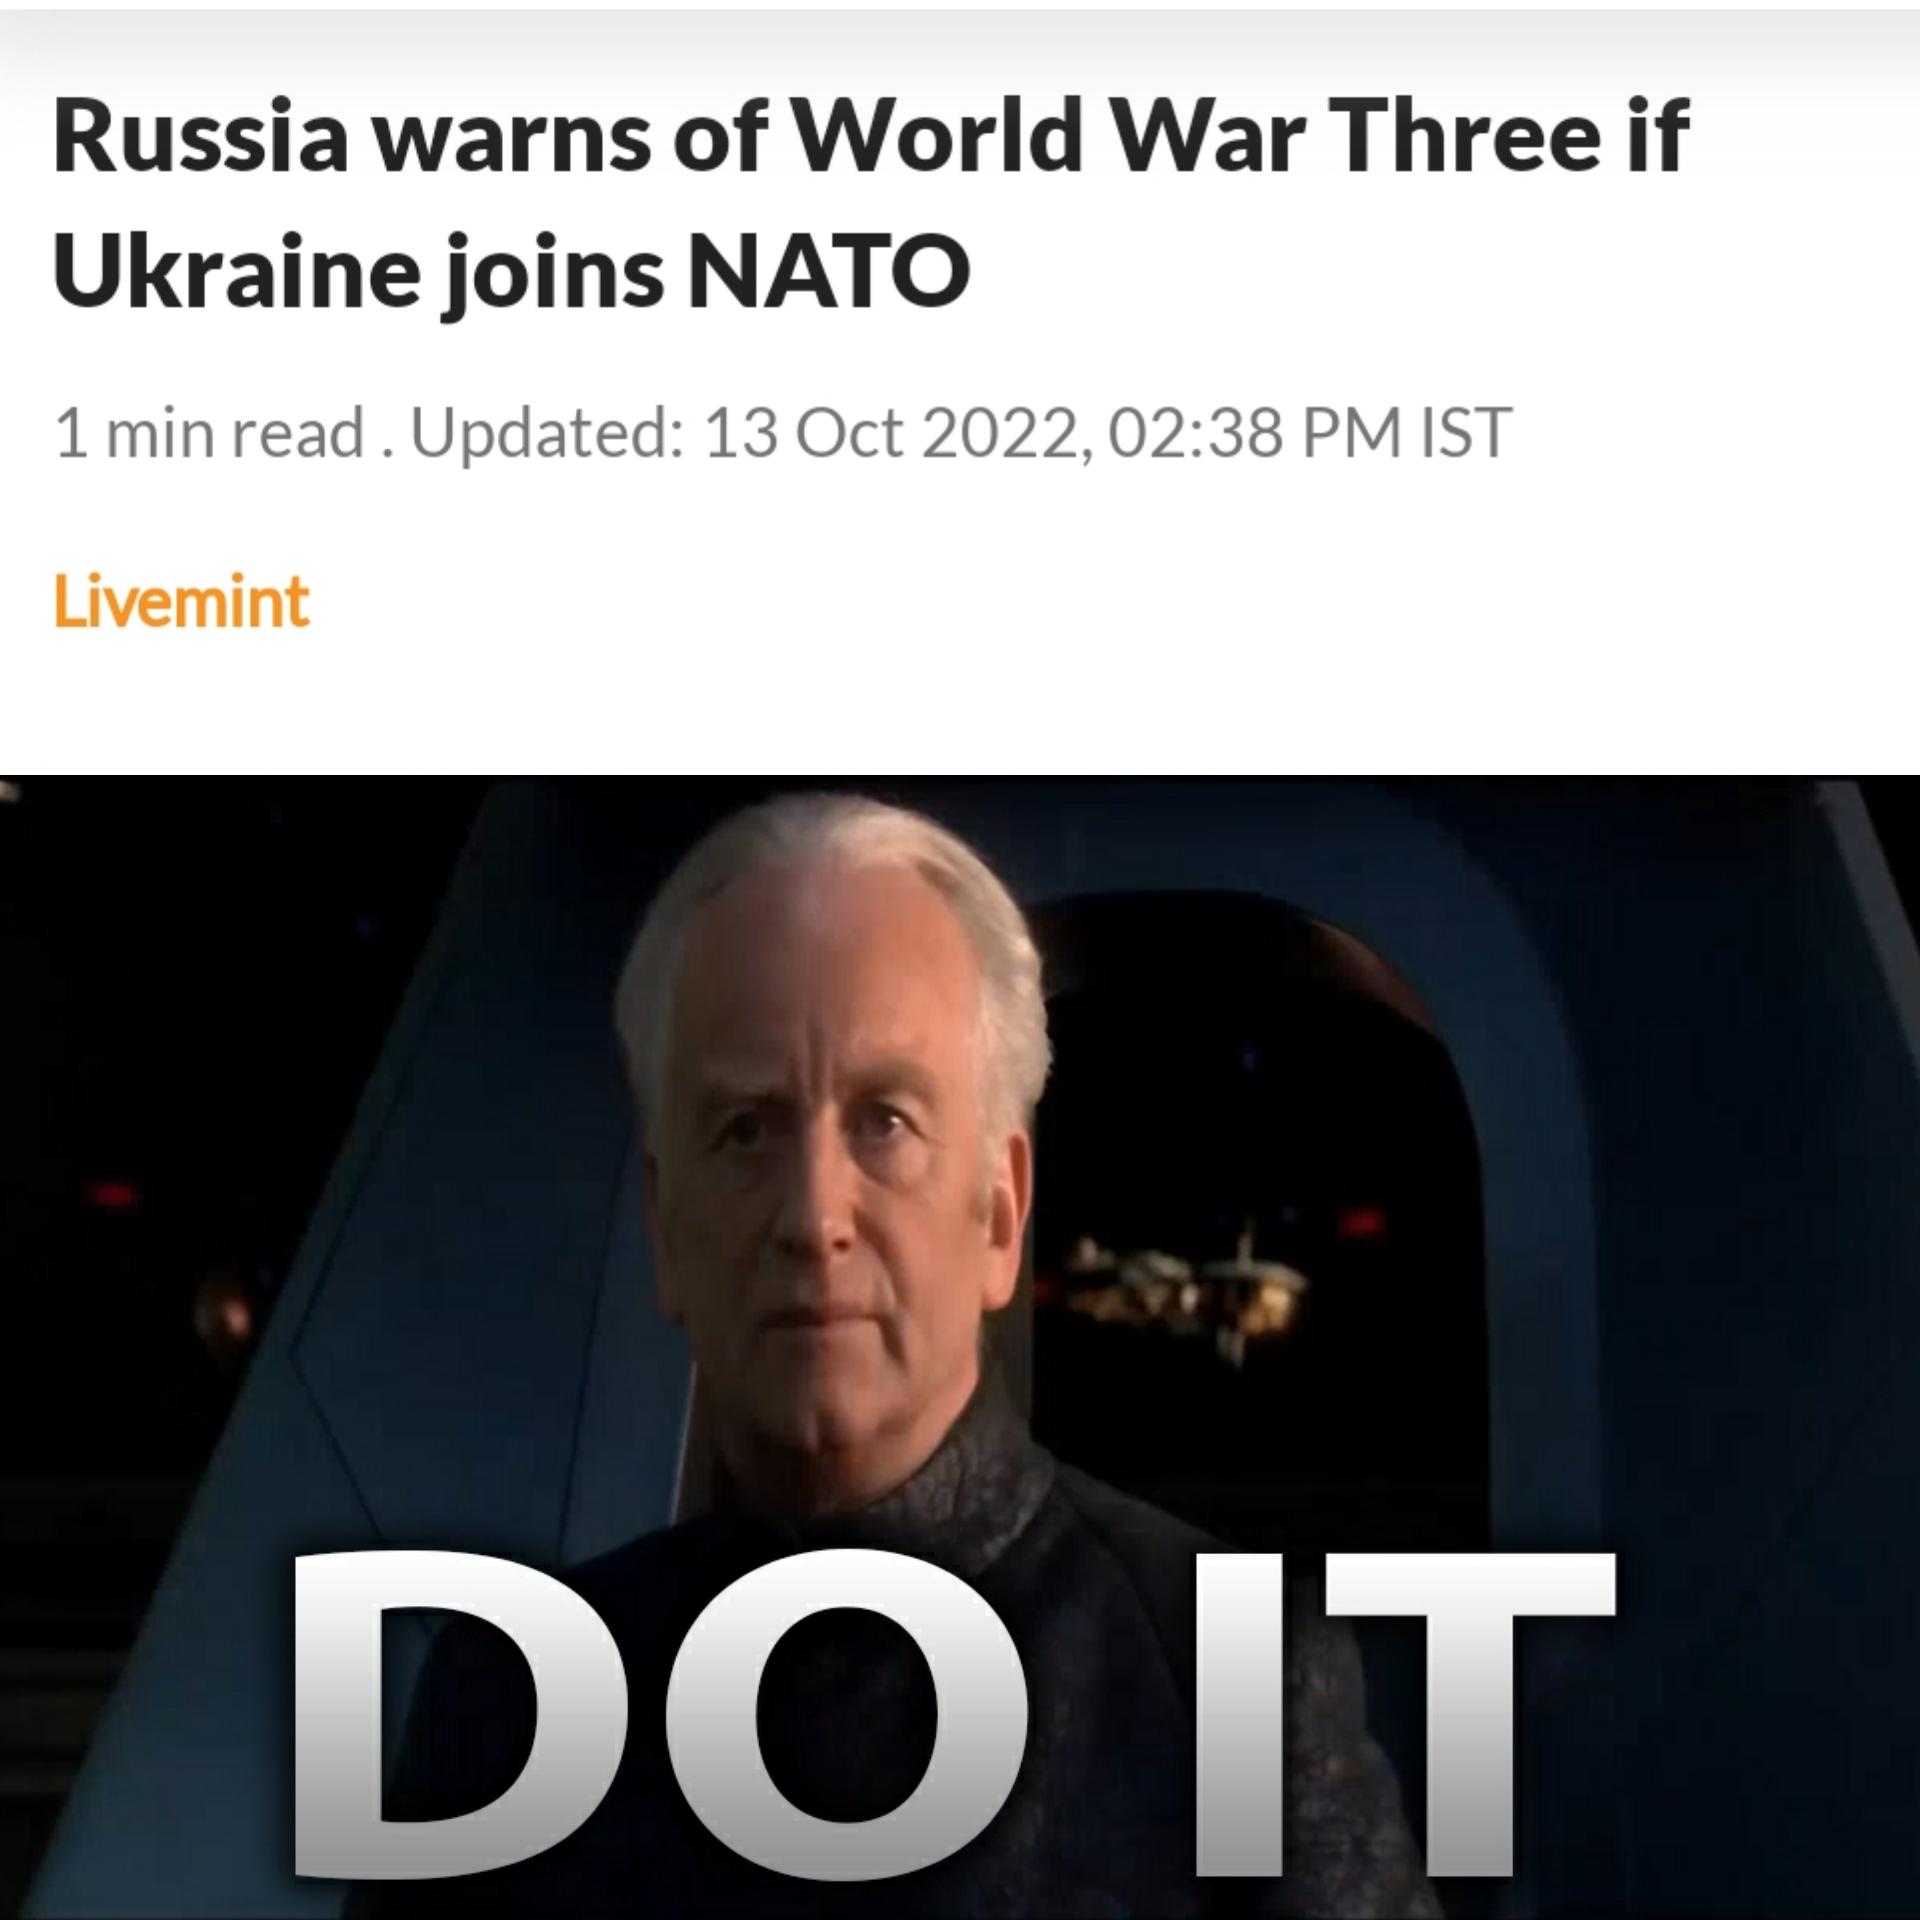 Russia warns of World War Three if
Ukraine joins NATO
1 min read . Updated: 13 Oct 2022, 02:38 PM IST
Livemint
DO IT